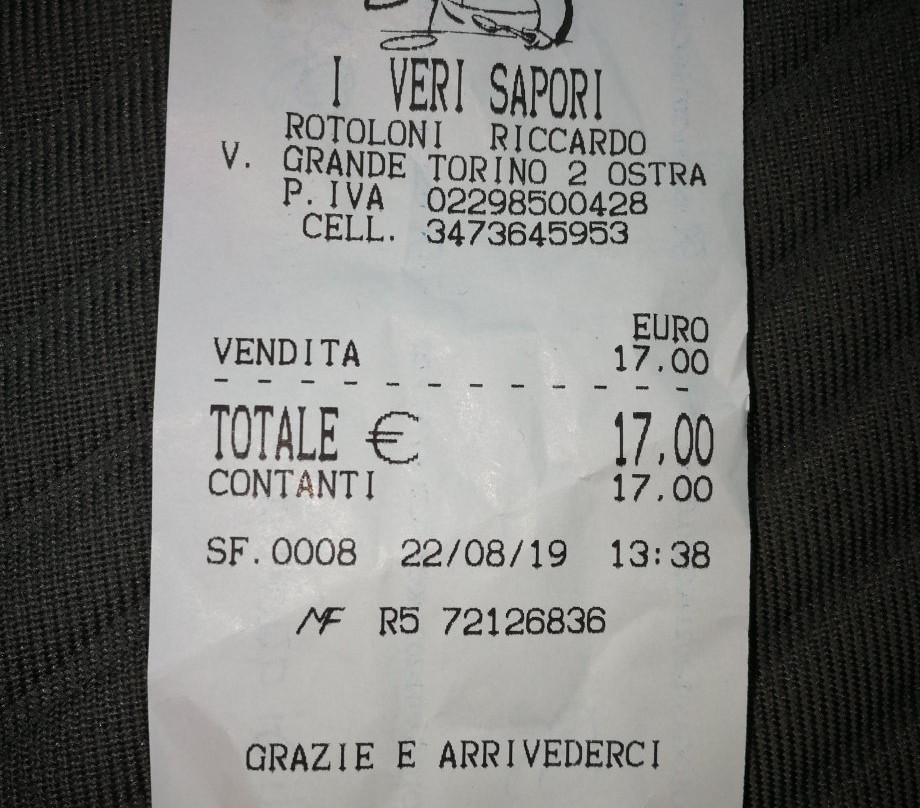 I VERI SAPORI
ROTOLONI RICCARDO
V. GRANDE TORINO 2 OSTRA
P.IVA 02298500428
CELL. 3473645953
EURO
VENDITA 17,00
TOTALE € 17,00
CONTANTI 17,00
SF.0008 22/08/19 13:38
MF R5 72126836
GRAZIE E ARRIVEDERCI